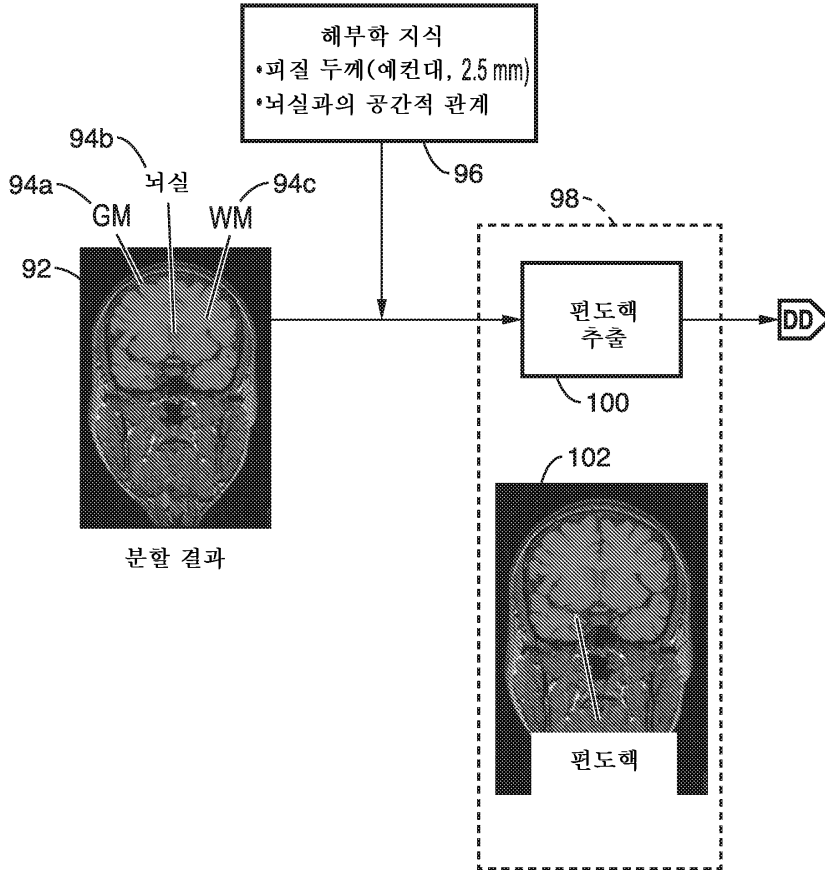 해부학 지식
•피질 두께(예컨대, 2.5 mm)
•뇌실과의 공간적 관계
96
94b
뇌실
94a
94c
GM
WM
92
98
편도핵
추출
DD
100
분할 결과
102
편도핵